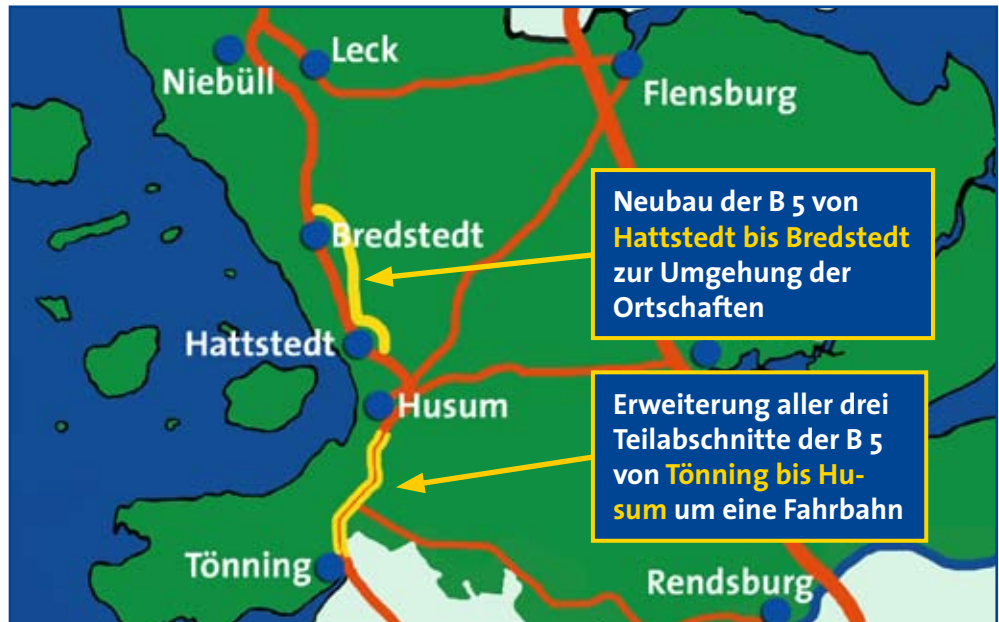 Leck
Niebüll
Flensburg
Neubau der B 5 von
Hattstedt bis Bredstedt
zur Umgehung der
Ortschaften
Bredstedt
Hattstedt
Husum
Erweiterung aller drei
Teilabschnitte der B 5
von Tönning bis Hu-
sum um eine Fahrbahn
Tönning
Rendsburg